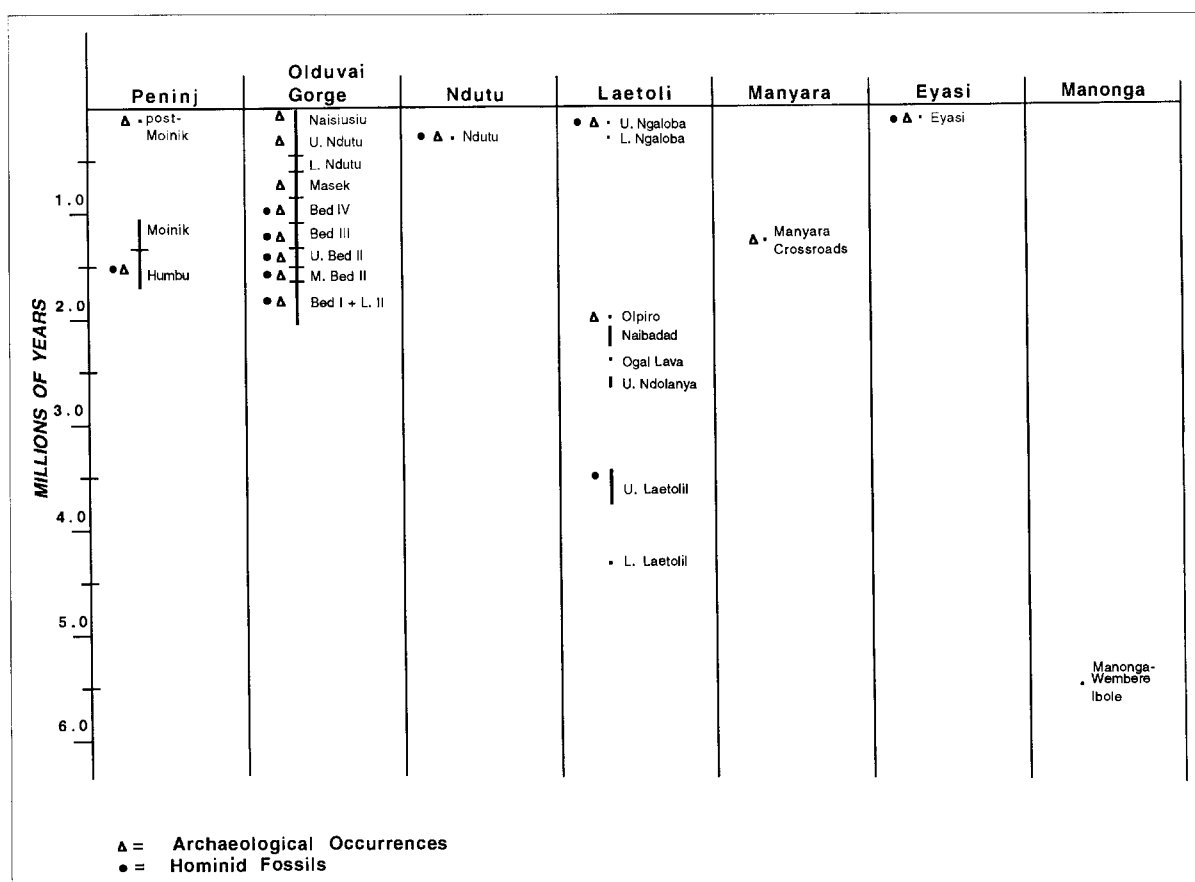 Peninj
Olduvai
Gorge
Ndutu
Laetoli
Manyara
Eyasi
Manonga
MILLIONS OF YEARS
1.0
2.0
3.0
4.0
5.0
6.0
post-
Moinik
Moinik
Humbu
Naisiusiu
U. Ndutu
L. Ndutu
Masek
Bed IV
Bed III
U. Bed II
M. Bed II
Bed I + L. II
Ndutu
U. Ngaloba
L. Ngaloba
Olpiro
Naibadad
Ogal Lava
U. Ndolanya
U. Laetolil
L. Laetolil
Manyara
Crossroads
Eyasi
Manonga-
Wembere
Ibole
Δ = Archaeological Occurrences
● = Hominid Fossils